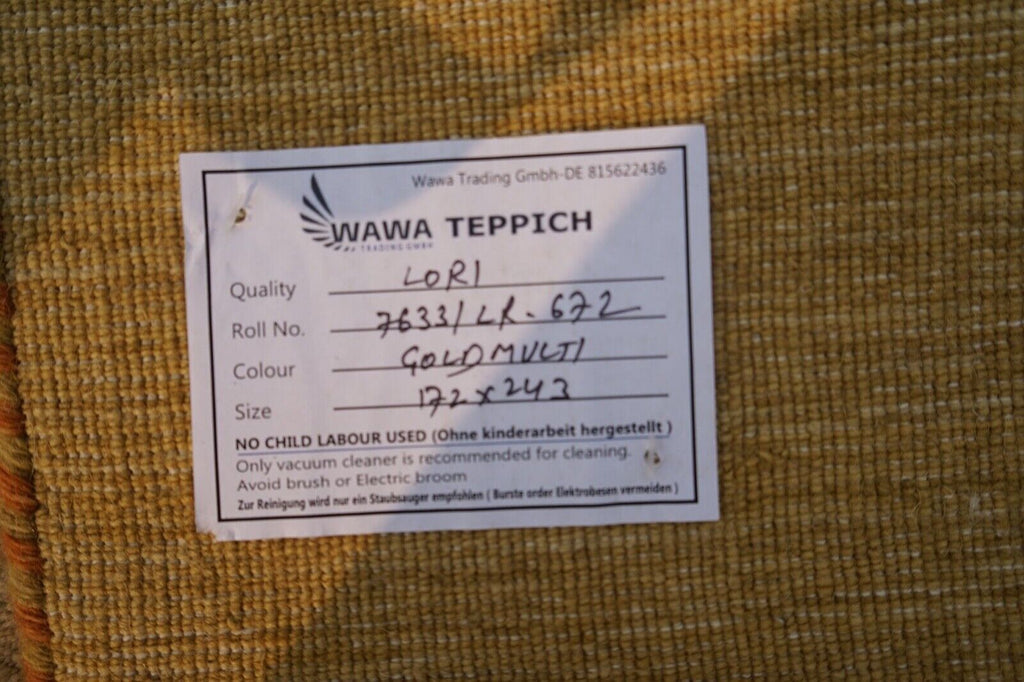 Wawa Trading Gmbh-DE 815622436
WAWA TEPPICH
TRADING GMBH
Quality LORI
Roll No. 7633/LR-672
Colour GOLDMULTI
Size 172x243
NO CHILD LABOUR USED (Ohne kinderarbeit hergestellt )
Only vacuum cleaner is recommended for cleaning.
Avoid brush or Electric broom
Zur Reinigung wird nur ein Staubsauger empfohlen ( Burste order Elektrobesen vermeiden )